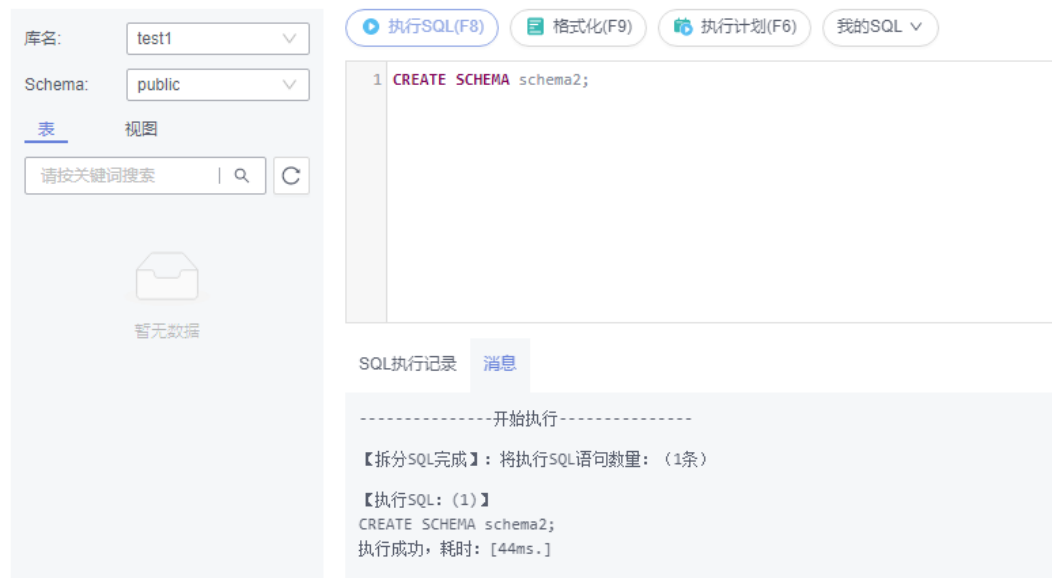 库名:
test1
Schema:
public
表
视图
请按关键词搜索
暂无数据
执行SQL(F8)
格式化(F9)
执行计划(F6)
我的SQL
1 CREATE SCHEMA schema2;
SQL执行记录
消息
---------------开始执行---------------
【拆分SQL完成】: 将执行SQL语句数量: (1条)
【执行SQL: (1)】
CREATE SCHEMA schema2;
执行成功，耗时: [44ms.]